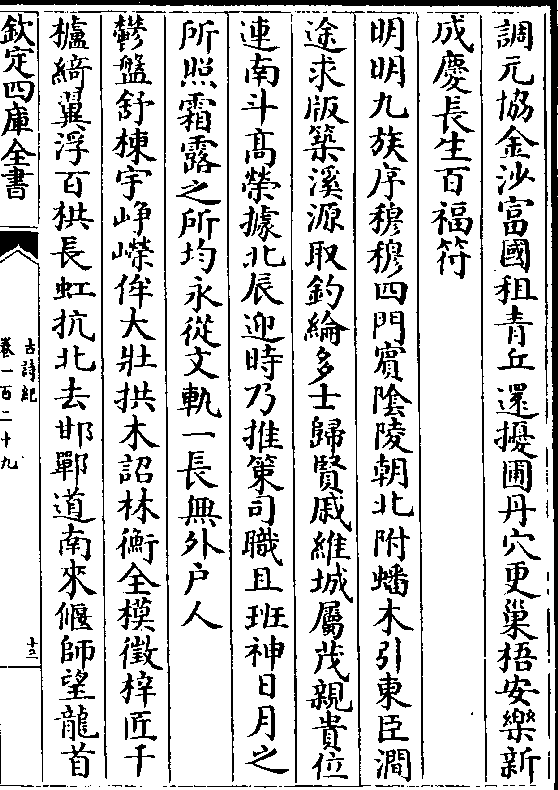 調元協金沙富國租青丘還擾圃丹穴更巢梧安樂新
成慶長生百福符
明明九族序穆穆四門賓陰陵朝北附蟠木引東臣澗
途求版築溪源取釣綸多士歸賢戚維城屬茂親貴位
連南斗高榮據北辰迎時乃推策司職且班神日月之
所照霜露之所均永從文軌一長無外户人
鬱盤舒棟宇崢嶸侔大壯拱木詔林衡全模徵梓匠千
櫨綺翼浮百栱長虹抗北去邯鄲道南來偃師望龍首
欽定四庫全書
古詩紀
卷一百二十九
十三